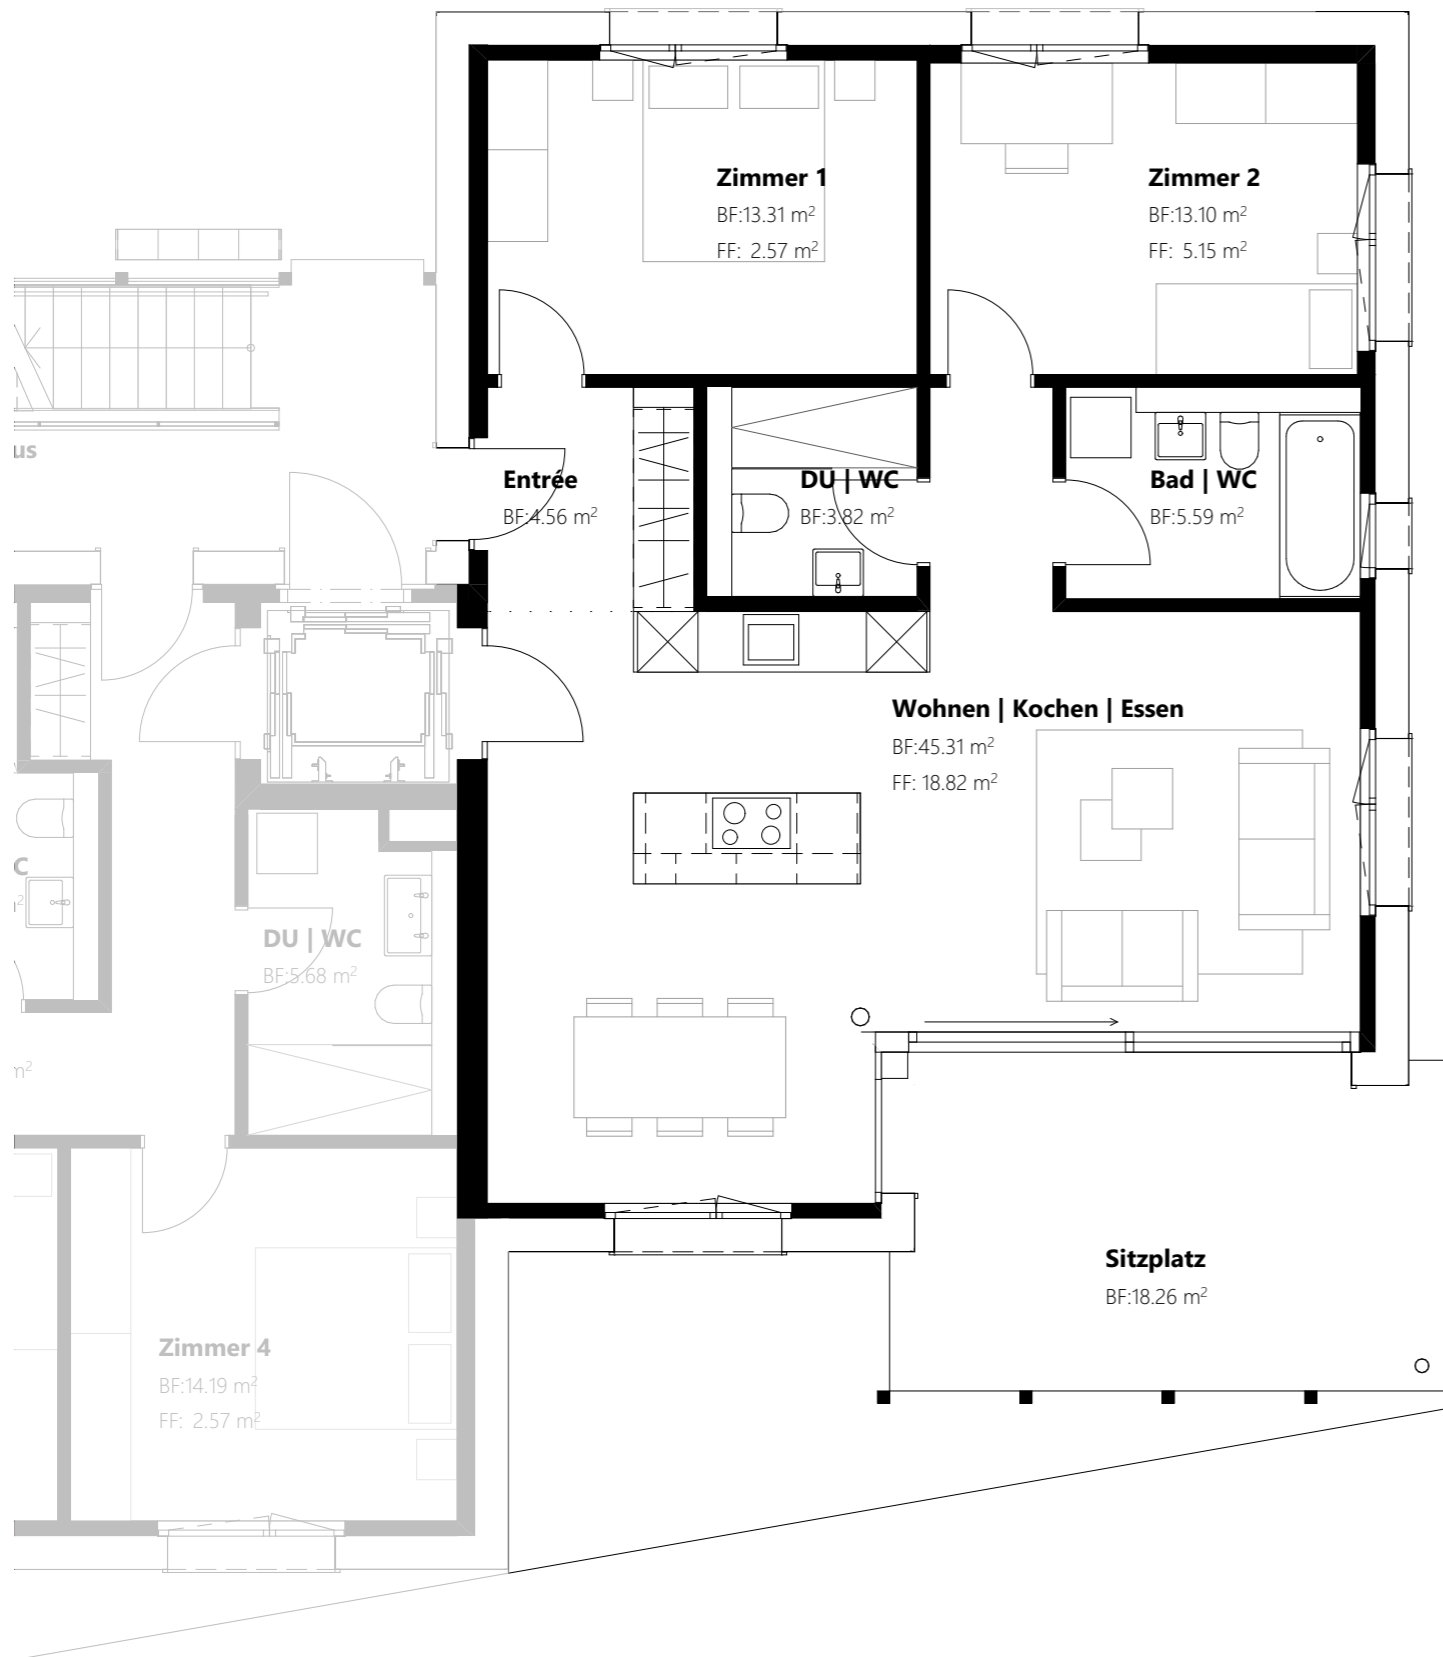 Zimmer 1
BF:13.31 m²
FF: 2.57 m²
Zimmer 2
BF:13.10 m²
FF: 5.15 m²
us
Entrée
BF:4.56 m²
DU | WC
BF:3.82 m²
Bad | WC
BF:5.59 m²
Wohnen | Kochen | Essen
BF:45.31 m²
FF: 18.82 m²
C
DU | WC
BF:5.68 m²
m²
Sitzplatz
BF:18.26 m²
Zimmer 4
BF:14.19 m²
FF: 2.57 m²